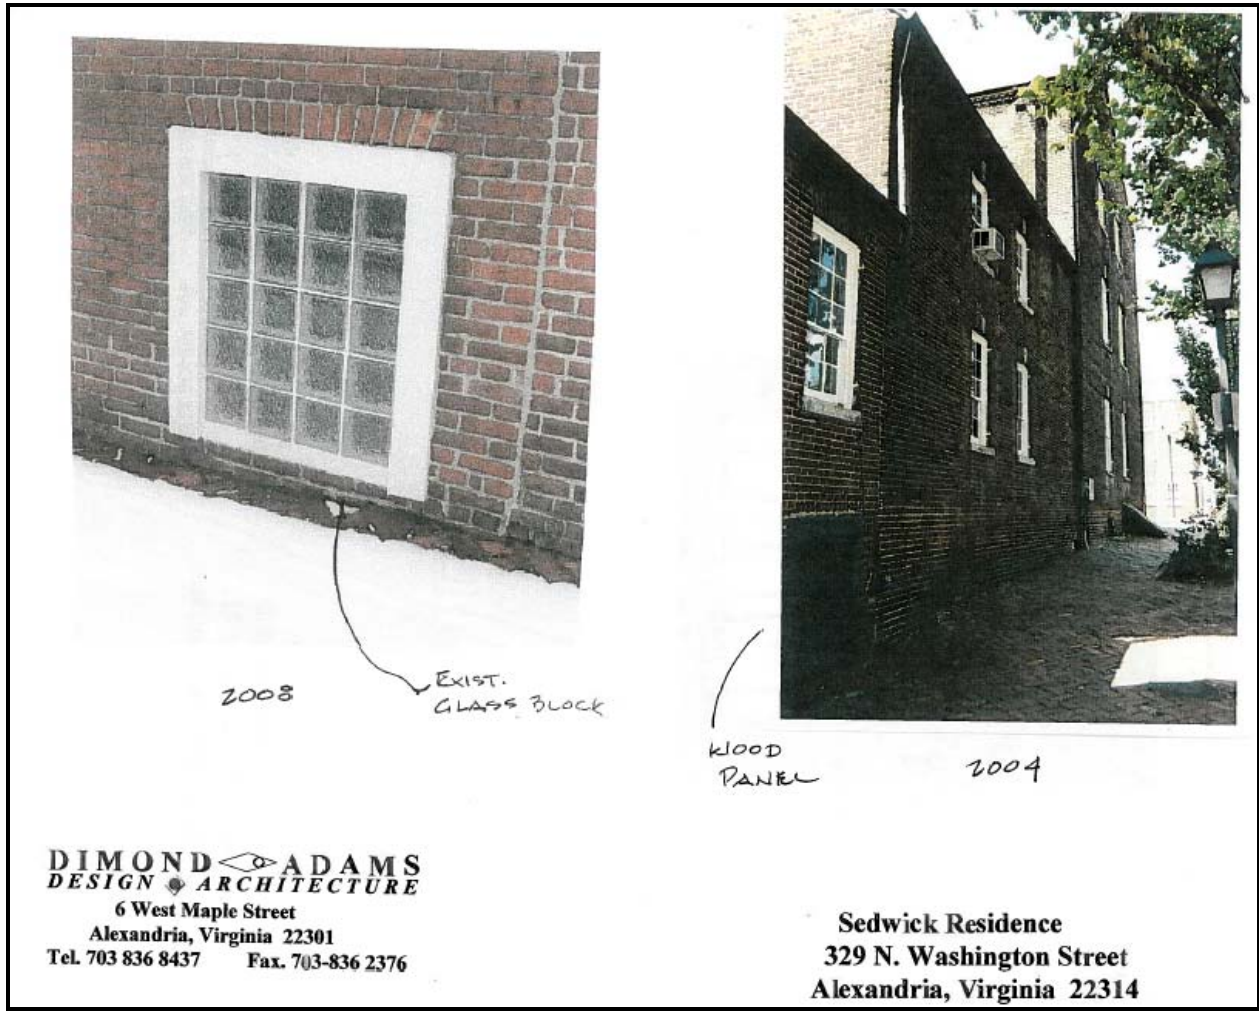 2008
EXIST.
GLASS BLOCK
WOOD
PANEL
2004
DIMOND ADAMS
DESIGN ARCHITECTURE
6 West Maple Street
Alexandria, Virginia 22301
Tel. 703 836 8437 Fax. 703-836 2376
Sedwick Residence
329 N. Washington Street
Alexandria, Virginia 22314